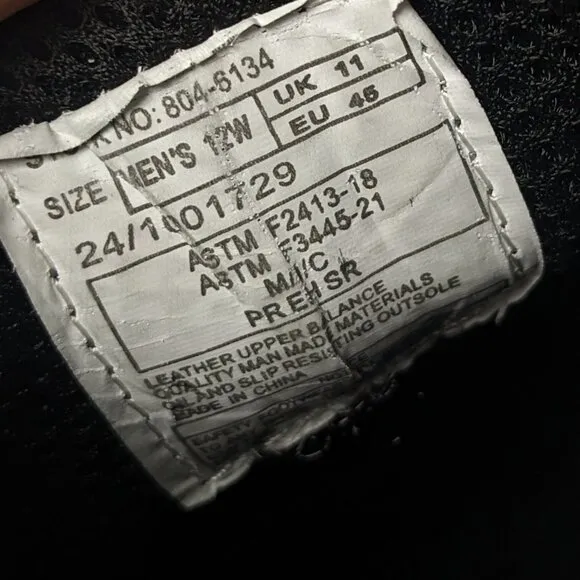 NO: 804-6134
SIZE MEN'S 12W
UK 11
EU 45
24/1001729
ASTM F2413-18
ASTM F3445-21
M/I/C
PR EH SR
LEATHER UPPER BALANCE
QUALITY MAN MADE MATERIALS
OIL AND SLIP RESISTING OUTSOLE
MADE IN CHINA